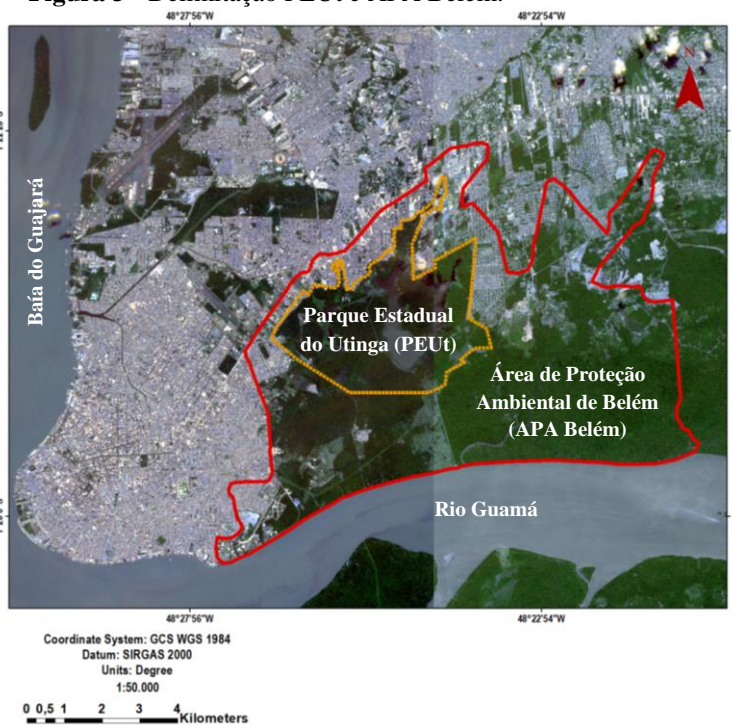 48°27'56"W
48°22'54"W
N
Baía do Guajará
Parque Estadual
do Utinga (PEUt)
Área de Proteção
Ambiental de Belém
(APA Belém)
Rio Guamá
48°27'56"W
48°22'54"W
Coordinate System: GCS WGS 1984
Datum: SIRGAS 2000
Units: Degree
1:50.000
0 0,5 1 2 3 4
Kilometers